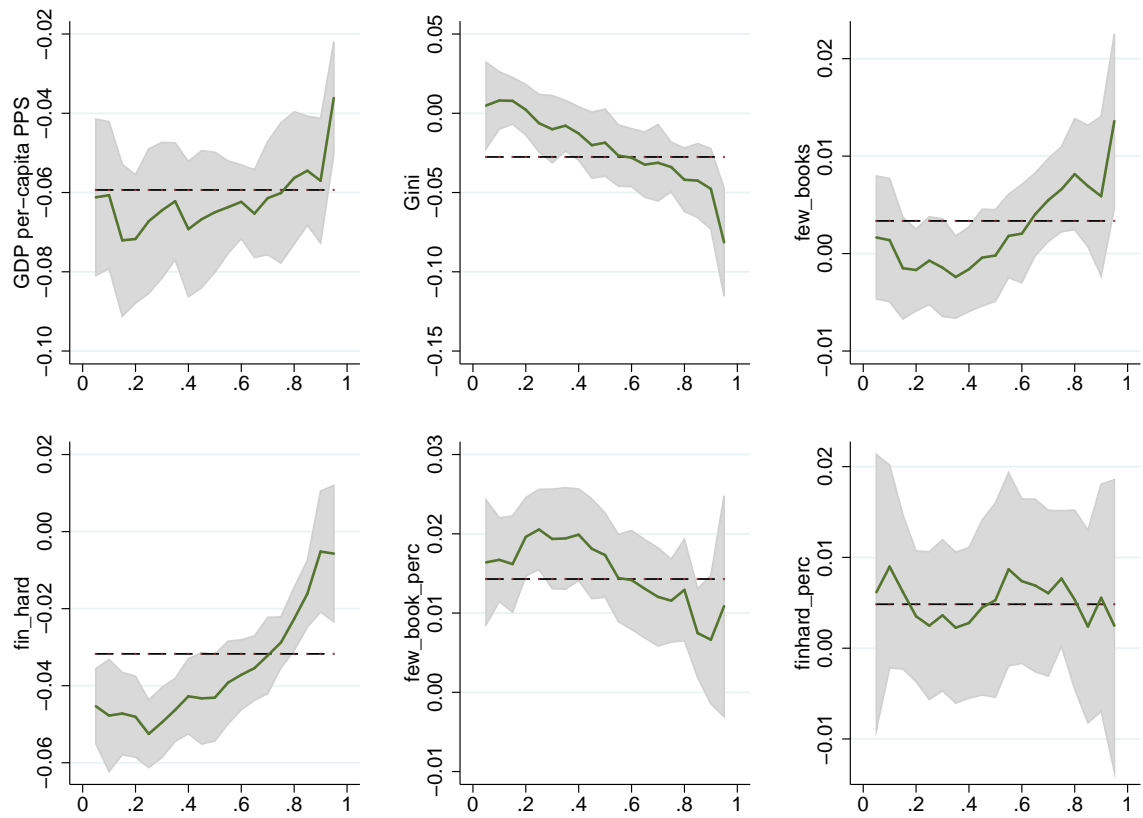 GDP per−capita PPS
−0.02
−0.04
−0.06
−0.08
−0.10
0 .2 .4 .6 .8 1
Gini
0.05
0.00
−0.05
−0.10
−0.15
0 .2 .4 .6 .8 1
few_books
0.02
0.01
0.00
−0.01
0 .2 .4 .6 .8 1
fin_hard
0.02
0.00
−0.02
−0.04
−0.06
0 .2 .4 .6 .8 1
few_book_perc
0.03
0.02
0.01
0.00
−0.01
0 .2 .4 .6 .8 1
finhard_perc
0.02
0.01
0.00
−0.01
0 .2 .4 .6 .8 1